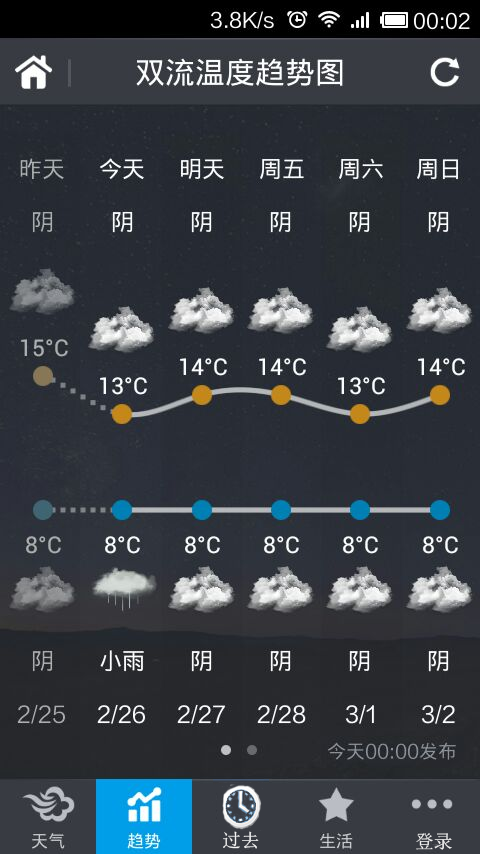 3.8K/s 00:02
双流温度趋势图
昨天 今天 明天 周五 周六 周日
阴 阴 阴 阴 阴 阴
15°C 13°C 14°C 14°C 13°C 14°C
8°C 8°C 8°C 8°C 8°C 8°C
阴 小雨 阴 阴 阴 阴
2/25 2/26 2/27 2/28 3/1 3/2
今天00:00发布
天气 趋势 过去 生活 登录